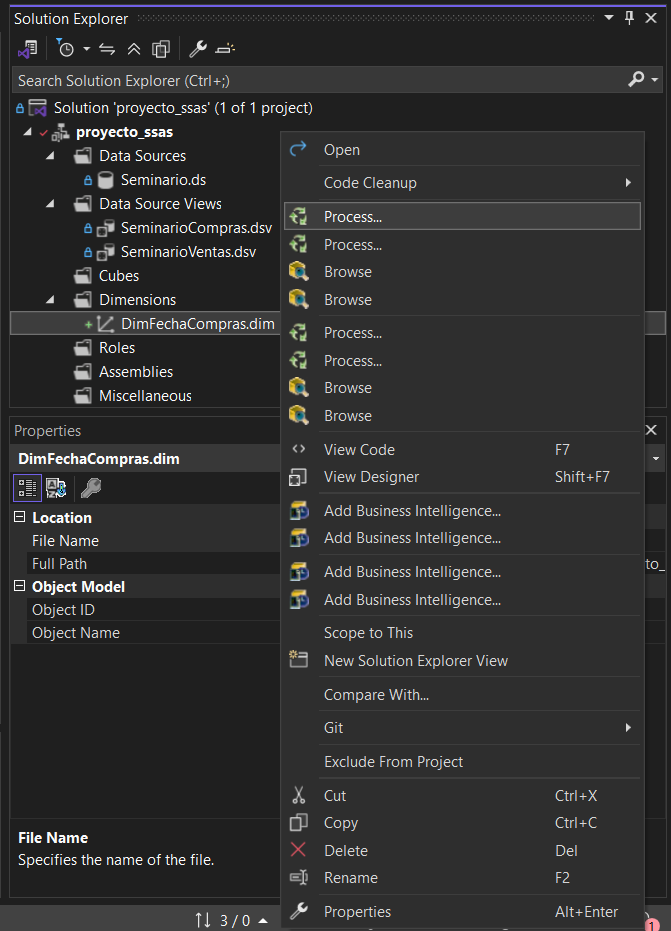 Solution Explorer
Search Solution Explorer (Ctrl+;)
Solution 'proyecto_ssas' (1 of 1 project)
proyecto_ssas
Data Sources
Seminario.ds
Data Source Views
SeminarioCompras.dsv
SeminarioVentas.dsv
Cubes
Dimensions
DimFechaCompras.dim
Roles
Assemblies
Miscellaneous
Properties
DimFechaCompras.dim
Location
File Name
Full Path
to_
Object Model
Object ID
Object Name
File Name
Specifies the name of the file.
3 / 0
1
Open
Code Cleanup
Process...
Process...
Browse
Browse
Process...
Process...
Browse
Browse
View Code F7
View Designer Shift+F7
Add Business Intelligence...
Add Business Intelligence...
Add Business Intelligence...
Add Business Intelligence...
Scope to This
New Solution Explorer View
Compare With...
Git
Exclude From Project
Cut Ctrl+X
Copy Ctrl+C
Delete Del
Rename F2
Properties Alt+Enter